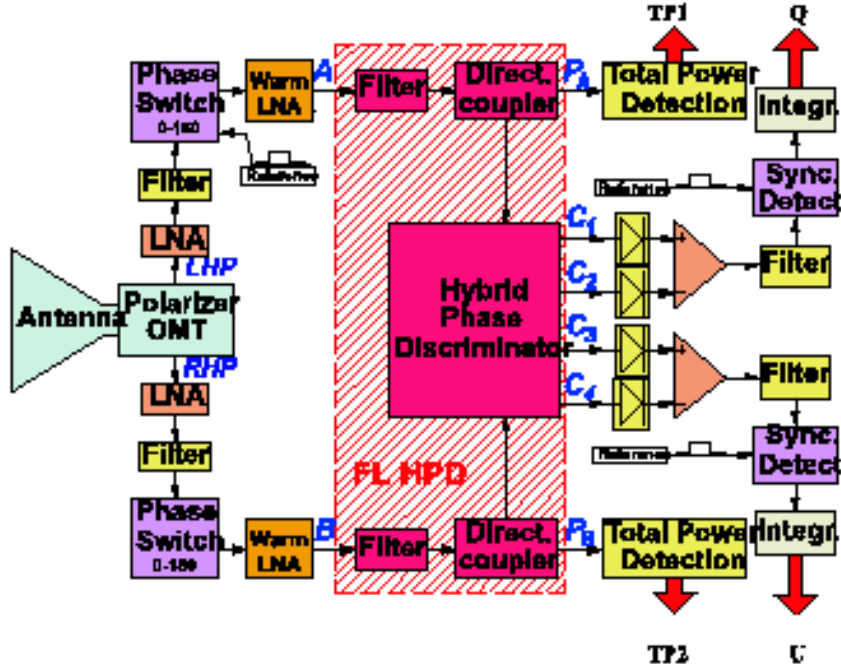 TP1
Q
Phase
Switch
0-180
Warm
LNA
A
Filter
Direct.
coupler
PA
Total Power
Detection
Integr.
Filter
Sync.
Detect
LNA
LHP
C1
Filter
Antenna
Polarizer
OMT
Hybrid
Phase
Discriminator
C2
C3
RHP
C4
LNA
Filter
Filter
Sync.
Detect
FL HPD
Phase
Switch
0-180
Warm
LNA
B
Filter
Direct.
coupler
PB
Total Power
Detection
Integr.
TP2
U